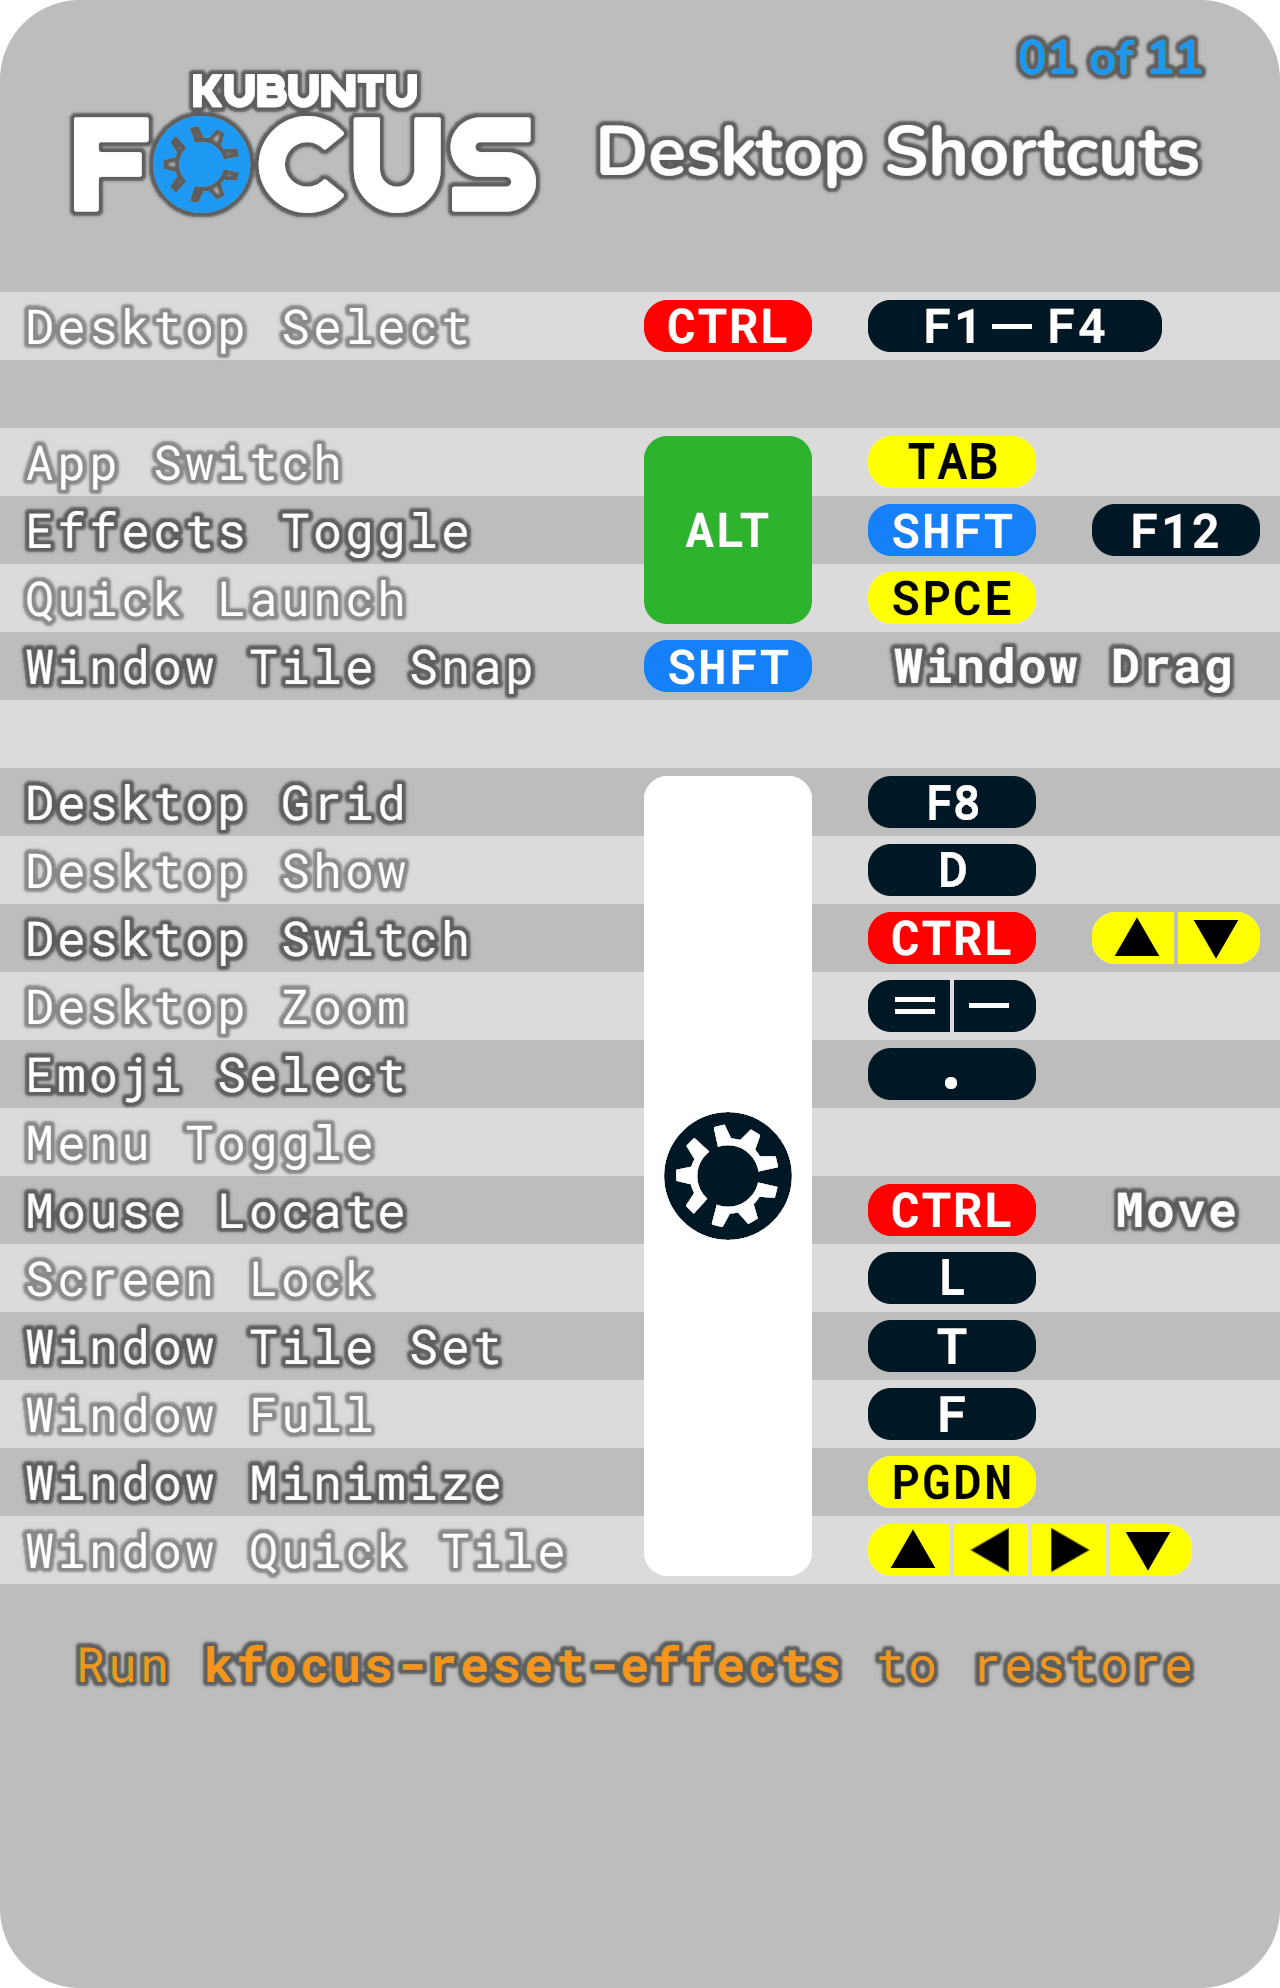 01 of 11
KUBUNTU
FOCUS
Desktop Shortcuts
Desktop Select CTRL F1 — F4
App Switch TAB
Effects Toggle ALT SHFT F12
Quick Launch SPCE
Window Tile Snap SHFT Window Drag
Desktop Grid F8
Desktop Show D
Desktop Switch CTRL ▲ ▼
Desktop Zoom = —
Emoji Select .
Menu Toggle
Mouse Locate CTRL Move
Screen Lock L
Window Tile Set T
Window Full F
Window Minimize PGDN
Window Quick Tile ▲ ◀ ▶ ▼
Run kfocus-reset-effects to restore